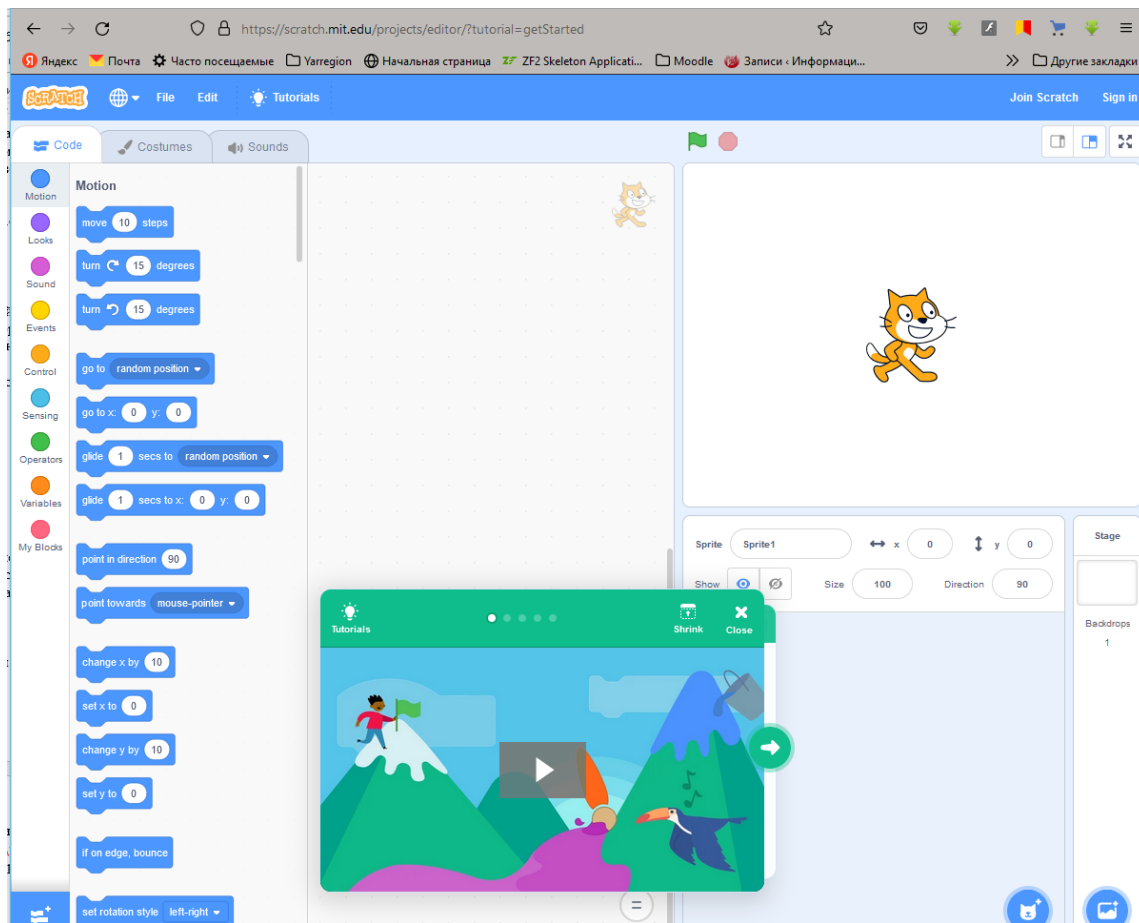 https://scratch.mit.edu/projects/editor/?tutorial=getStarted
Яндекс Почта Часто посещаемые Yarregion Начальная страница ZF ZF2 Skeleton Applicati... Moodle Записи ‹ Информаци... Другие закладки
SCRATCH File Edit Tutorials Join Scratch Sign in
Code Costumes Sounds
Motion
Looks
Sound
Events
Control
Sensing
Operators
Variables
My Blocks
Motion
move 10 steps
turn 15 degrees
turn 15 degrees
go to random position
go to x: 0 y: 0
glide 1 secs to random position
glide 1 secs to x: 0 y: 0
point in direction 90
point towards mouse-pointer
change x by 10
set x to 0
change y by 10
set y to 0
if on edge, bounce
set rotation style left-right
Tutorials Shrink Close
Sprite Sprite1 x 0 y 0
Show Size 100 Direction 90
Stage
Backdrops
1